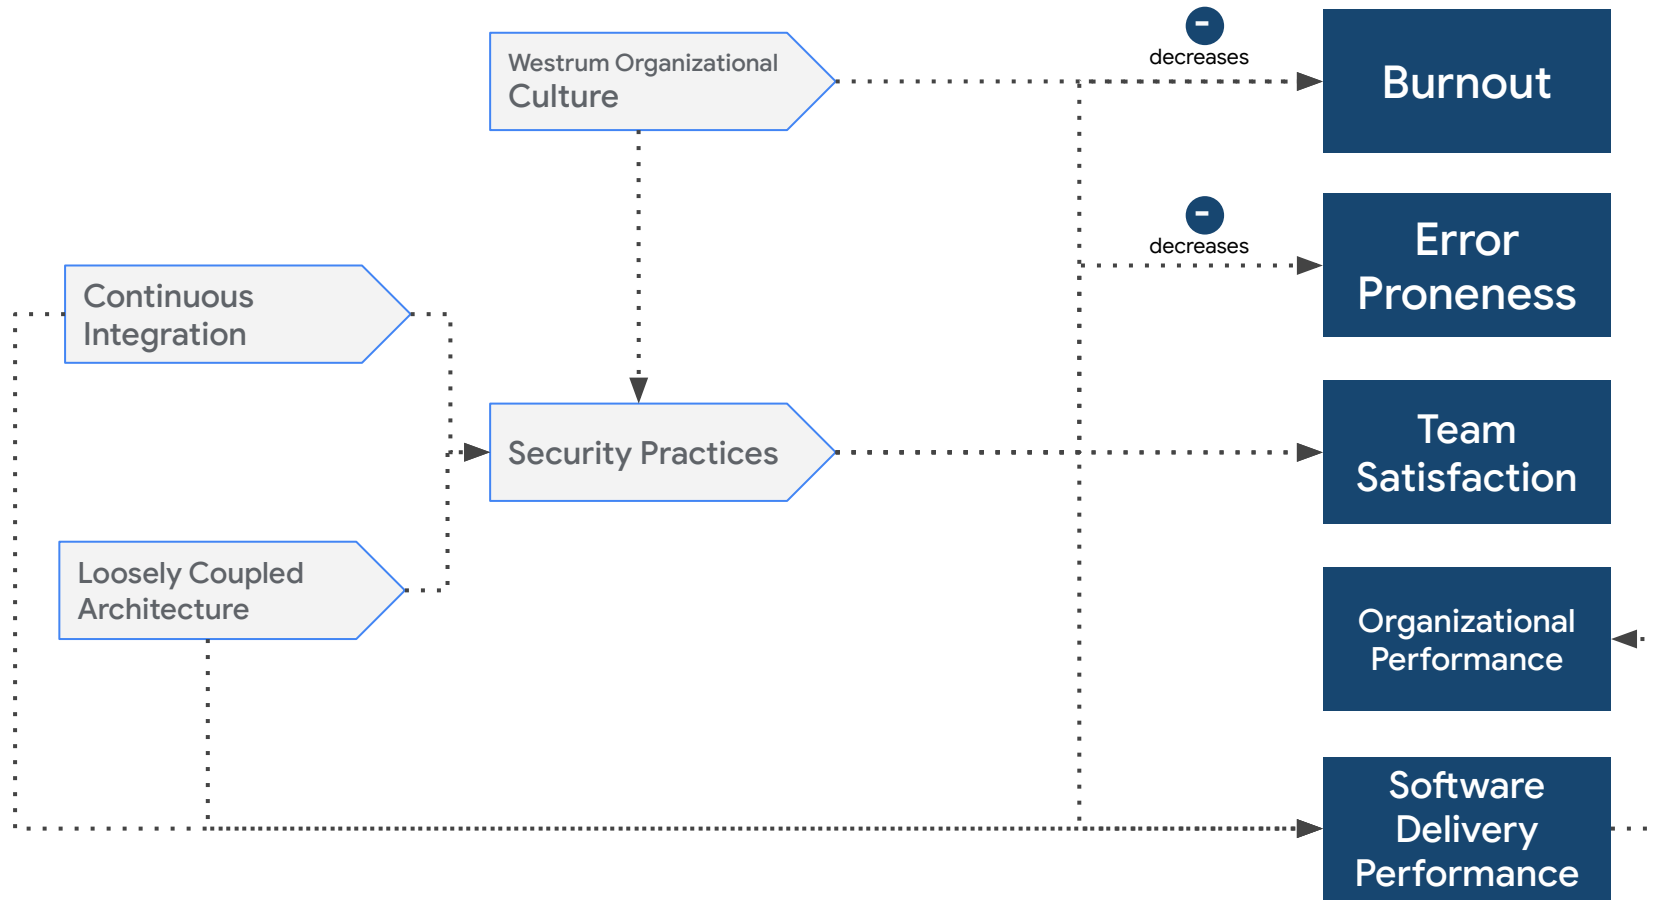 Westrum Organizational
Culture
-
decreases
Burnout
-
decreases
Error
Proneness
Continuous
Integration
Security Practices
Team
Satisfaction
Loosely Coupled
Architecture
Organizational
Performance
Software
Delivery
Performance